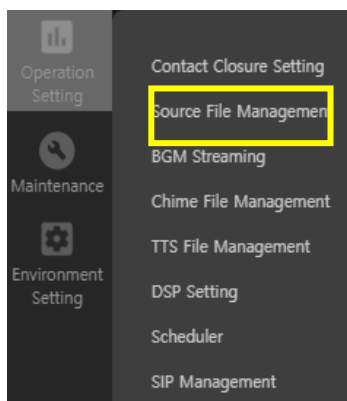 Operation
Setting
Maintenance
Environment
Setting
Contact Closure Setting
Source File Managemen
BGM Streaming
Chime File Management
TTS File Management
DSP Setting
Scheduler
SIP Management